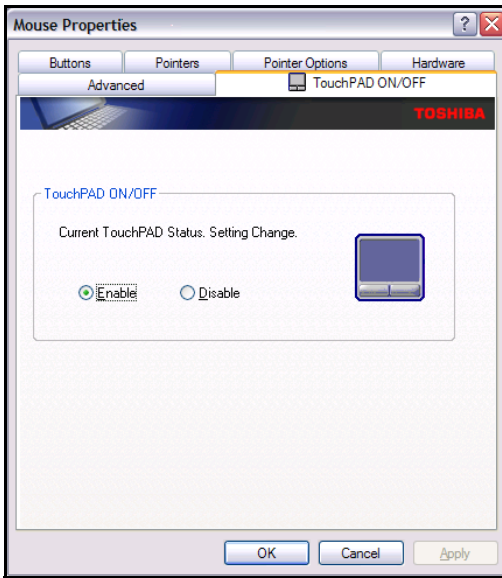 Mouse Properties
Buttons Pointers Pointer Options Hardware
Advanced TouchPAD ON/OFF
TOSHIBA
TouchPAD ON/OFF
Current TouchPAD Status. Setting Change.
Enable Disable
OK Cancel Apply